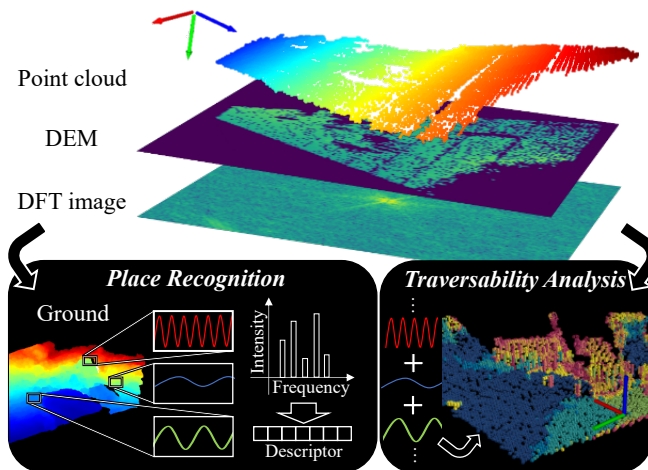 Point cloud
DEM
DFT image
Place Recognition
Ground
Intensity
Frequency
Descriptor
Traversability Analysis